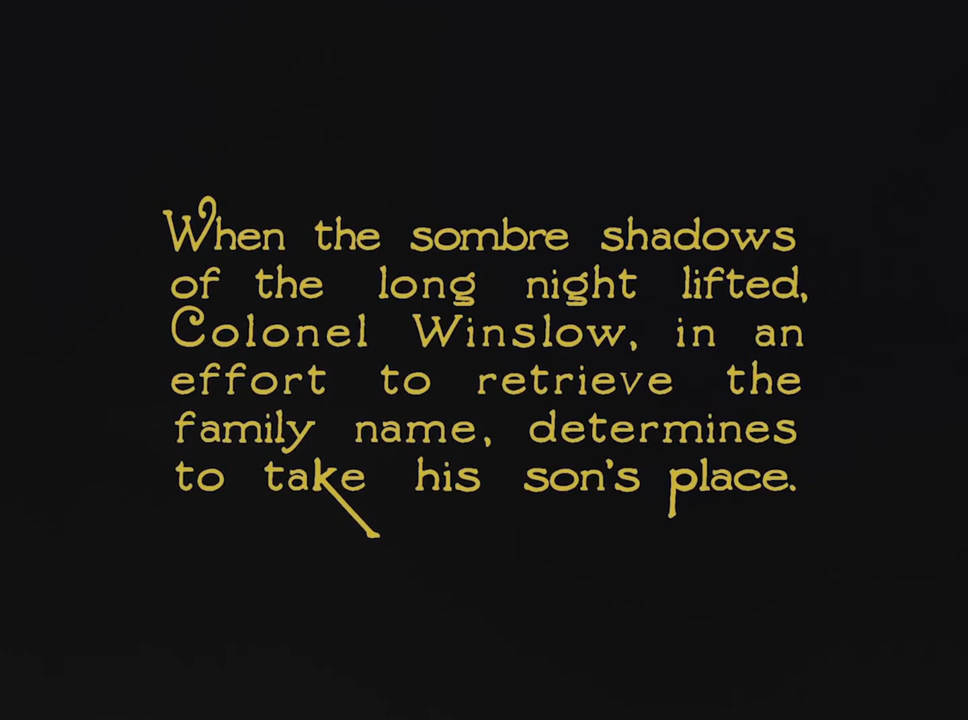 When the sombre shadows
of the long night lifted,
Colonel Winslow, in an
effort to retrieve the
family name, determines
to take his son's place.